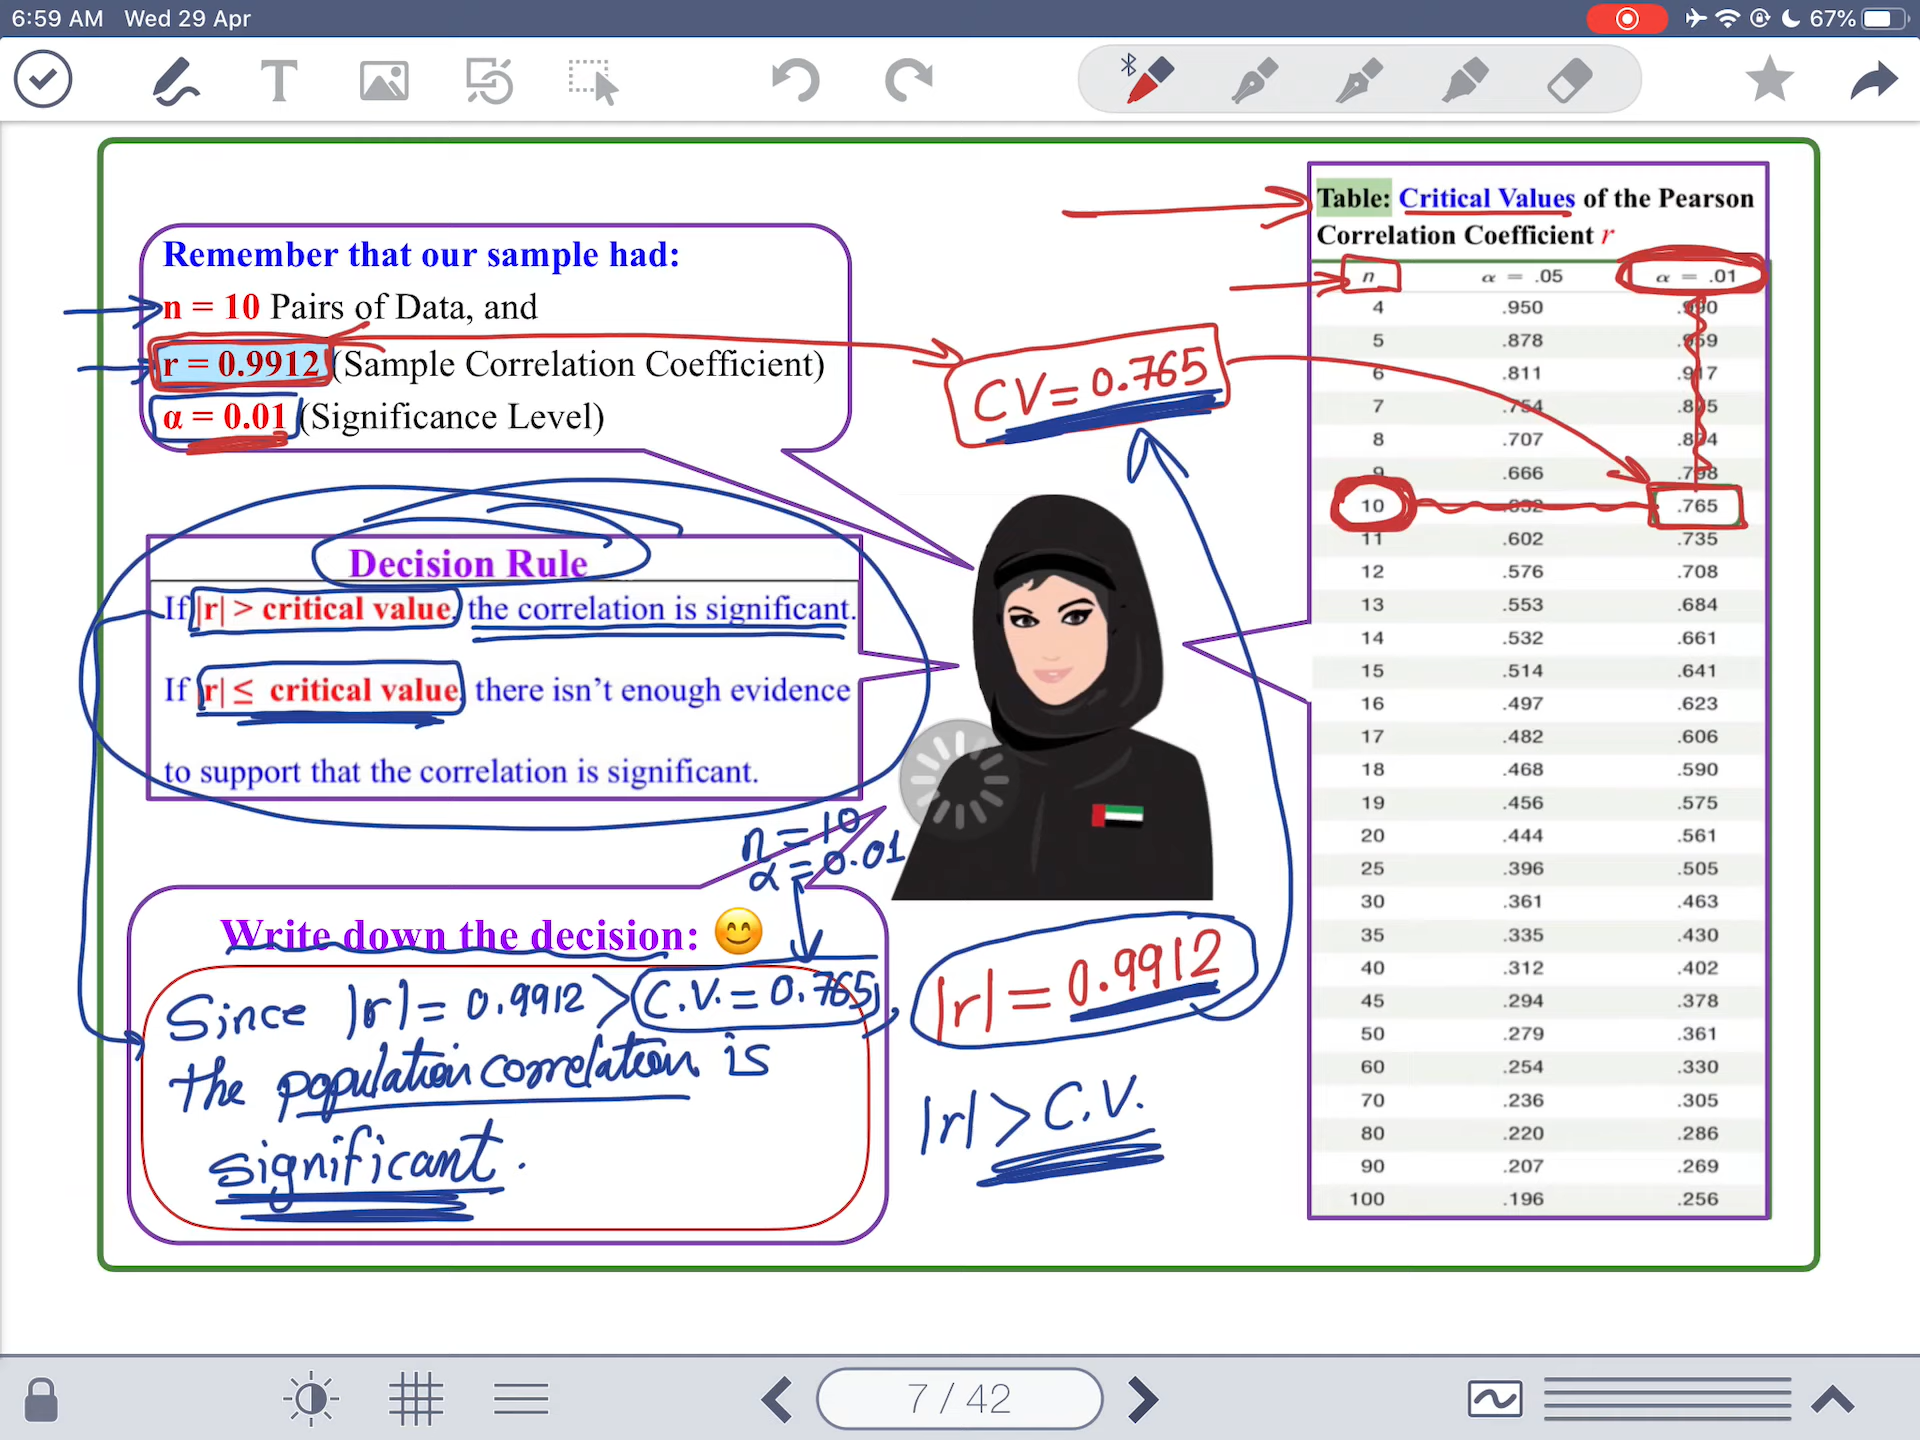 6:59 AM Wed 29 Apr
67%
Remember that our sample had:
n = 10 Pairs of Data, and
r = 0.9912 (Sample Correlation Coefficient)
α = 0.01 (Significance Level)
CV = 0.765
Decision Rule
If |r| > critical value, the correlation is significant.
If |r| ≤ critical value, there isn't enough evidence
to support that the correlation is significant.
n = 10
α = 0.01
Write down the decision: 😊
Since |r| = 0.9912 > C.V. = 0.765,
the population correlation is
significant.
|r| = 0.9912
|r| > C.V.
Table: Critical Values of the Pearson
Correlation Coefficient r
n α = .05 α = .01
4 .950 .990
5 .878 .959
6 .811 .917
7 .754 .875
8 .707 .834
9 .666 .798
10 .632 .765
11 .602 .735
12 .576 .708
13 .553 .684
14 .532 .661
15 .514 .641
16 .497 .623
17 .482 .606
18 .468 .590
19 .456 .575
20 .444 .561
25 .396 .505
30 .361 .463
35 .335 .430
40 .312 .402
45 .294 .378
50 .279 .361
60 .254 .330
70 .236 .305
80 .220 .286
90 .207 .269
100 .196 .256
7 / 42